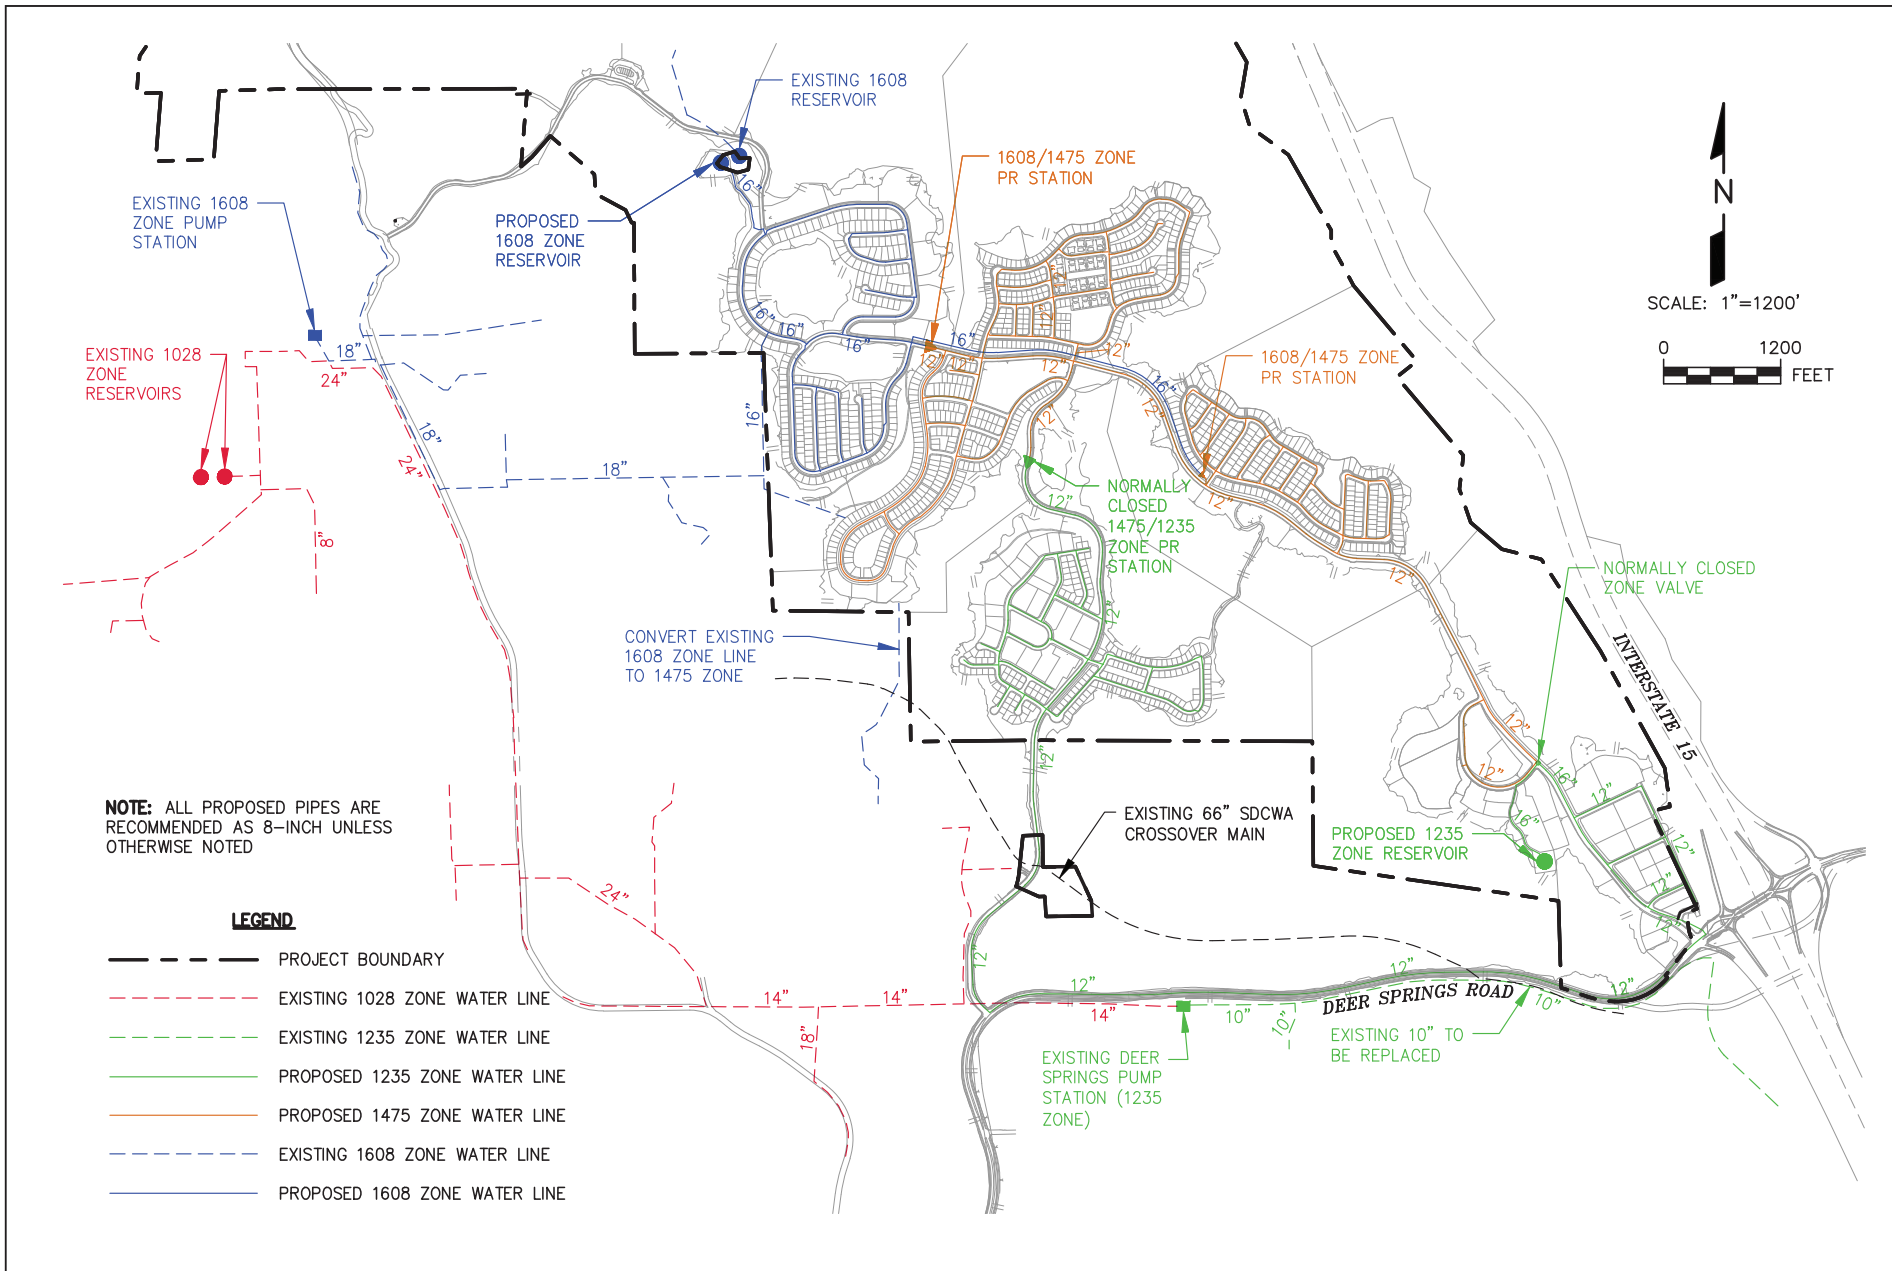 EXISTING 1608
RESERVOIR
1608/1475 ZONE
PR STATION
N
SCALE: 1"=1200'
0 1200
FEET
EXISTING 1608
ZONE PUMP
STATION
PROPOSED
1608 ZONE
RESERVOIR
16"
12"
12"
EXISTING 1028
ZONE
RESERVOIRS
18"
24"
16"
16"
16"
16"
12"
12"
12"
12"
1608/1475 ZONE
PR STATION
16"
12"
16"
12"
18"
24"
18"
8"
12"
NORMALLY
CLOSED
1475/1235
ZONE PR
STATION
12"
12"
12"
NORMALLY CLOSED
ZONE VALVE
12"
CONVERT EXISTING
1608 ZONE LINE
TO 1475 ZONE
INTERSTATE 15
12"
12"
12"
16"
12"
16"
12"
12"
12"
NOTE: ALL PROPOSED PIPES ARE
RECOMMENDED AS 8-INCH UNLESS
OTHERWISE NOTED
EXISTING 66" SDCWA
CROSSOVER MAIN
PROPOSED 1235
ZONE RESERVOIR
24"
12"
14"
14"
12"
14"
10"
10"
12"
10"
12"
18"
DEER SPRINGS ROAD
EXISTING 10" TO
BE REPLACED
EXISTING DEER
SPRINGS PUMP
STATION (1235
ZONE)
LEGEND
PROJECT BOUNDARY
EXISTING 1028 ZONE WATER LINE
EXISTING 1235 ZONE WATER LINE
PROPOSED 1235 ZONE WATER LINE
PROPOSED 1475 ZONE WATER LINE
EXISTING 1608 ZONE WATER LINE
PROPOSED 1608 ZONE WATER LINE